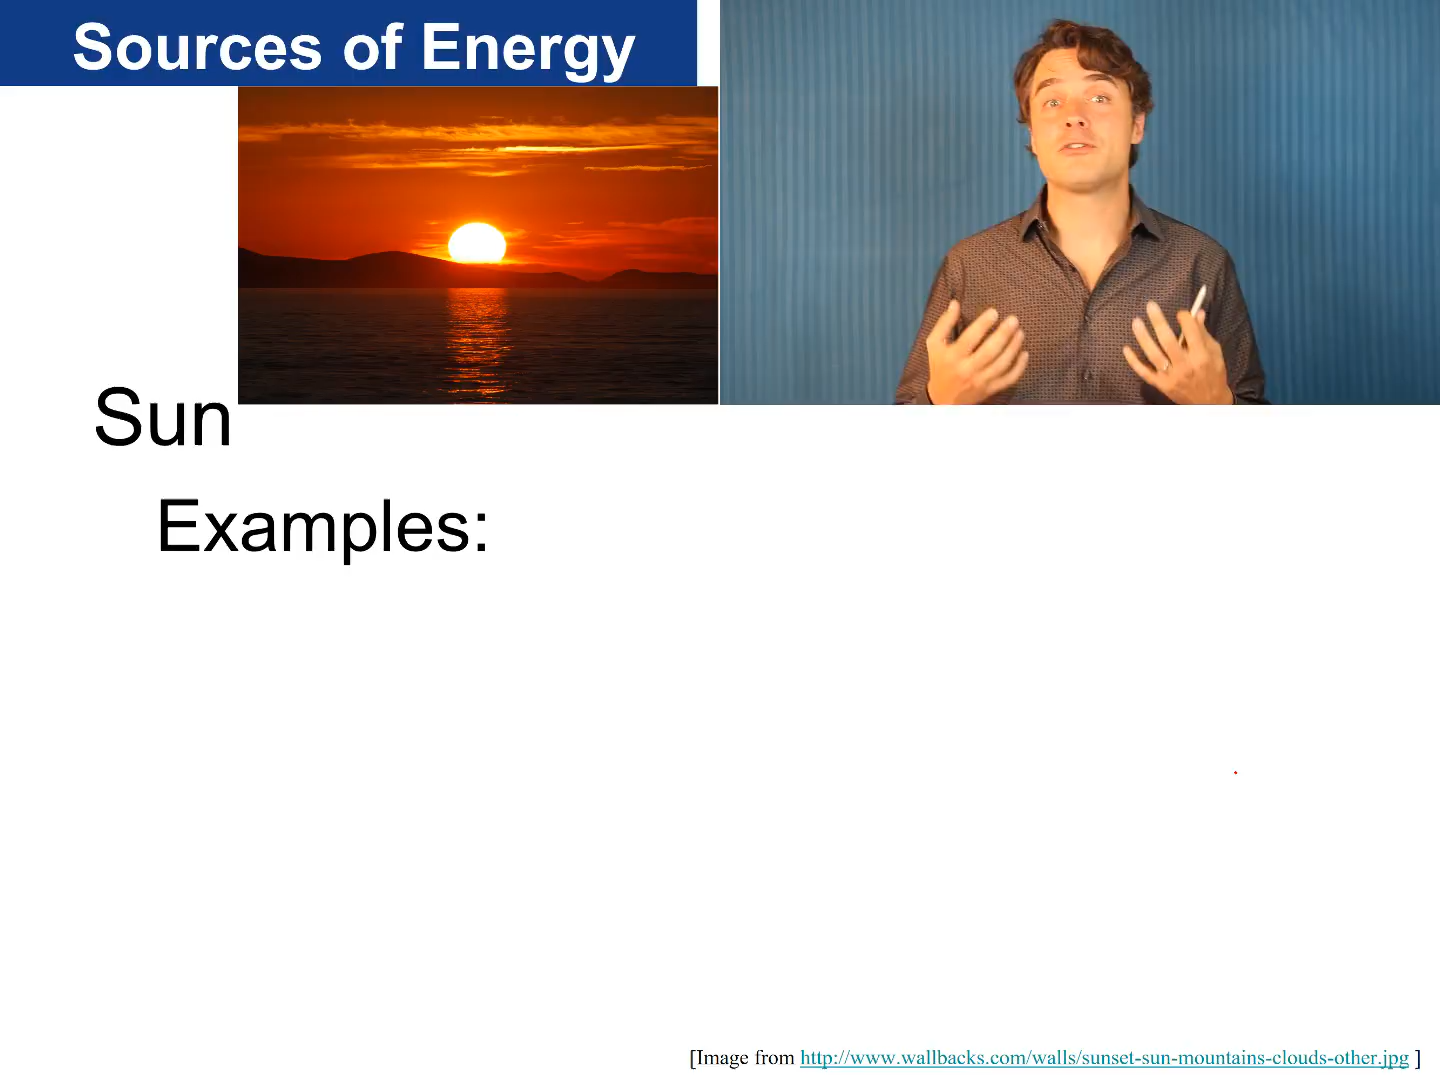 Sources of Energy
Sun
Examples:
[Image from http://www.wallbacks.com/walls/sunset-sun-mountains-clouds-other.jpg ]